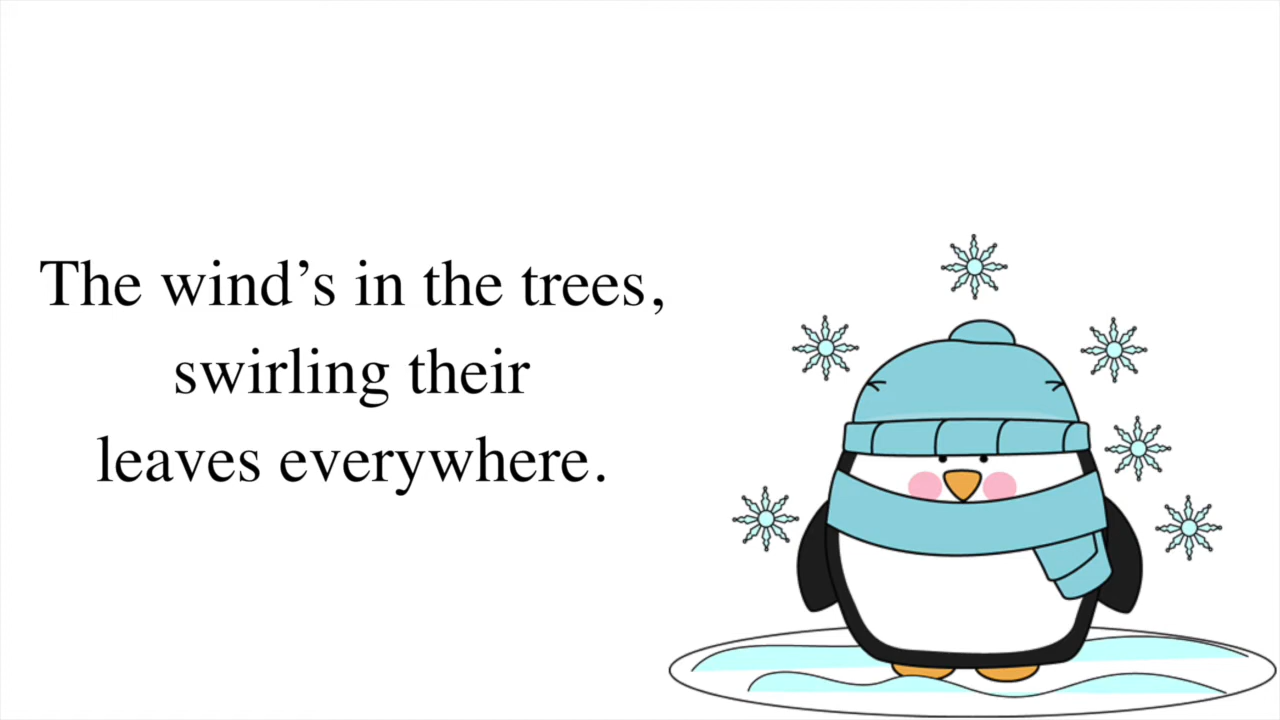 The wind’s in the trees,
swirling their
leaves everywhere.